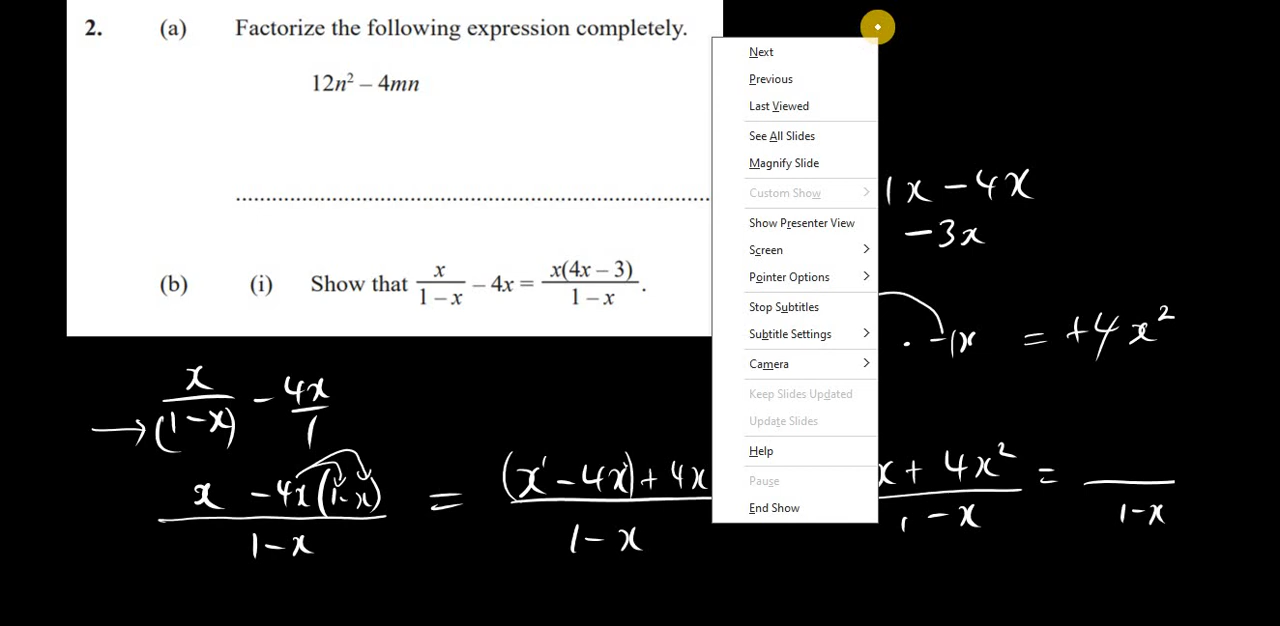 2. (a) Factorize the following expression completely.
12n² – 4mn
(b) (i) Show that x/(1 – x) – 4x = x(4x – 3)/(1 – x).
Next
Previous
Last Viewed
See All Slides
Magnify Slide
Custom Show
Show Presenter View
Screen
Pointer Options
Stop Subtitles
Subtitle Settings
Camera
Keep Slides Updated
Update Slides
Help
Pause
End Show
1x – 4x
–3x
. –1x = +4x²
→ x/(1–x) – 4x/1
x – 4x(1–x)/1–x = (x – 4x) + 4x/1–x
x + 4x²/1–x = /1–x